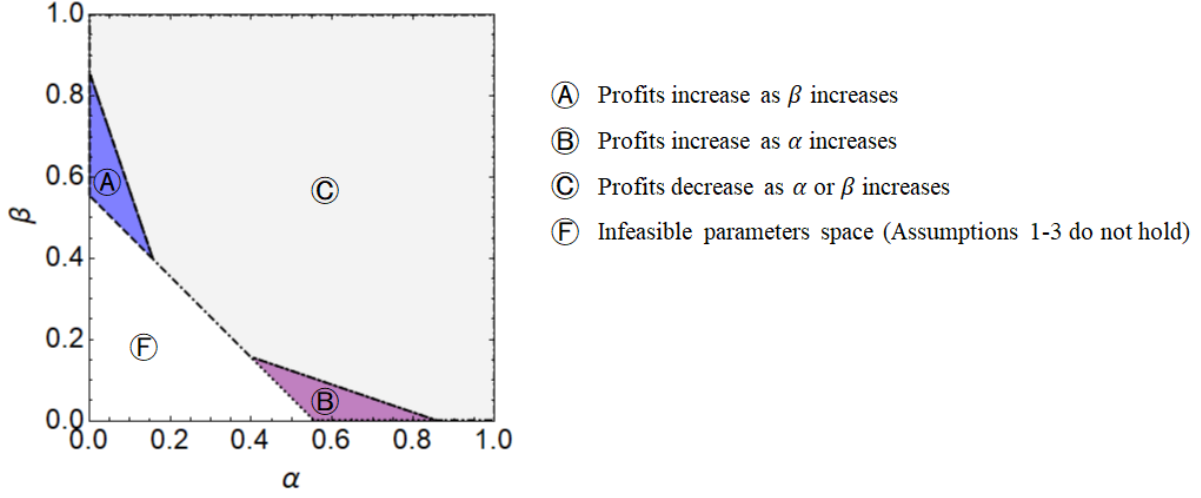 1.0
0.8
0.6
0.4
0.2
0.0
β
0.0 0.2 0.4 0.6 0.8 1.0
α
Ⓐ
Ⓑ
Ⓒ
Ⓕ
Ⓐ Profits increase as β increases
Ⓑ Profits increase as α increases
Ⓒ Profits decrease as α or β increases
Ⓕ Infeasible parameters space (Assumptions 1-3 do not hold)